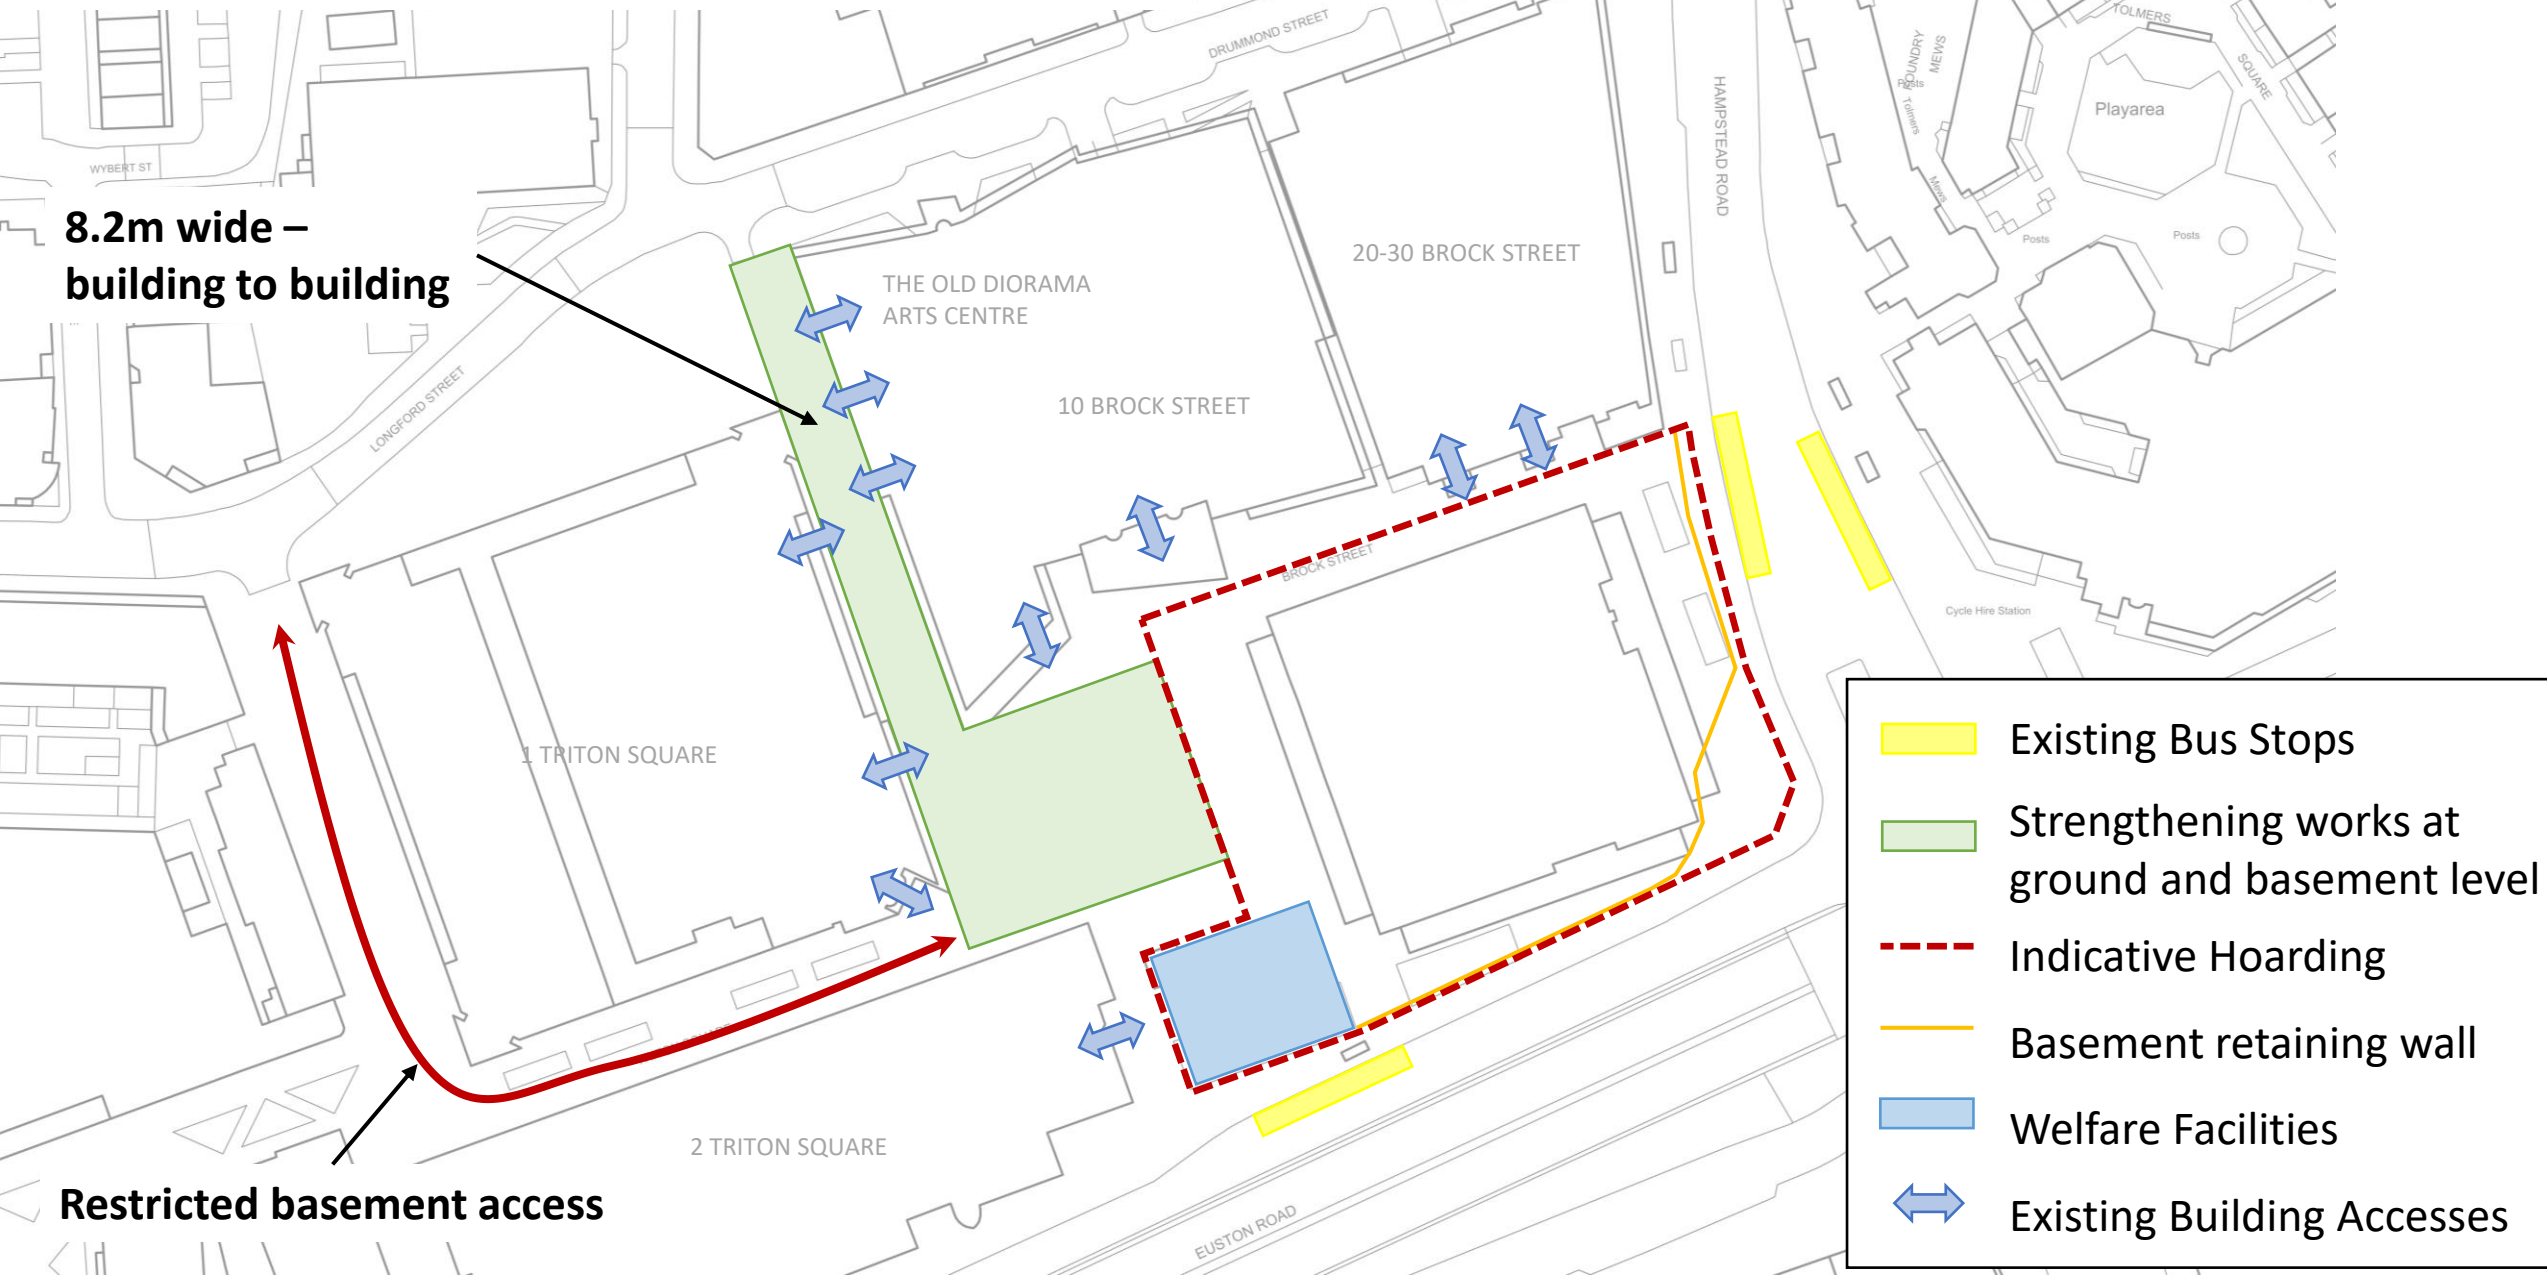 DRUMMOND STREET
TOLMERS
SQUARE
FOUNDRY
MEWS
Posts
Tolmers
Mews
Playarea
HAMPSTEAD ROAD
WYBERT ST
8.2m wide –
building to building
THE OLD DIORAMA
ARTS CENTRE
20-30 BROCK STREET
Posts
Posts
LONGFORD STREET
10 BROCK STREET
BROCK STREET
Cycle Hire Station
1 TRITON SQUARE
2 TRITON SQUARE
Restricted basement access
EUSTON ROAD
Existing Bus Stops
Strengthening works at
ground and basement level
Indicative Hoarding
Basement retaining wall
Welfare Facilities
Existing Building Accesses